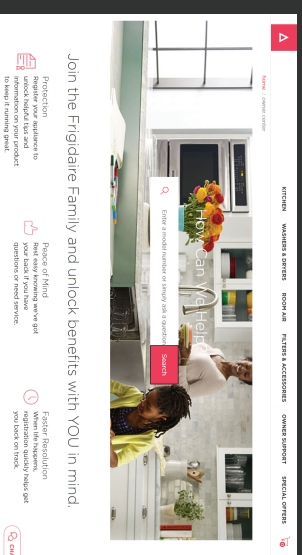 KITCHEN
WASHERS & DRYERS
ROOM AIR
FILTERS & ACCESSORIES
OWNER SUPPORT
SPECIAL OFFERS
home / owner center
How Can We Help
Enter a model number or simply ask a question
Search
Join the Frigidaire Family and unlock benefits with YOU in mind.
Protection
Register your appliance to
unlock helpful tips and
information on your product
to keep it running great.
Peace of Mind
Rest easy knowing we've got
your back if you have
questions or need service.
Faster Resolution
When life happens,
registration quickly helps get
you back on track.